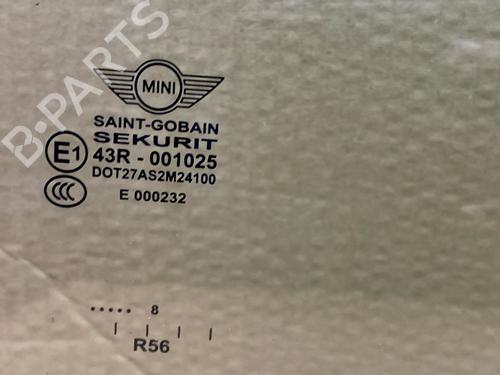 MINI
SAINT-GOBAIN
SEKURIT
E1 43R - 001025
DOT27AS2M24100
CCC
E 000232
..... 8
R56
B-PARTS